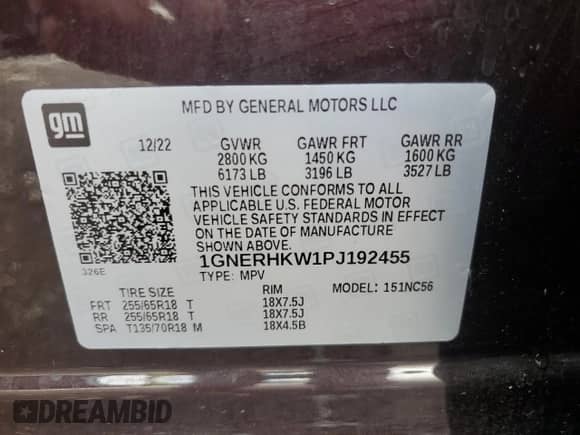 gm
MFD BY GENERAL MOTORS LLC
12/22 GVWR GAWR FRT GAWR RR
2800 KG 1450 KG 1600 KG
6173 LB 3196 LB 3527 LB
THIS VEHICLE CONFORMS TO ALL
APPLICABLE U.S. FEDERAL MOTOR
VEHICLE SAFETY STANDARDS IN EFFECT
ON THE DATE OF MANUFACTURE
SHOWN ABOVE.
326E
1GNERHKW1PJ192455
TYPE: MPV
TIRE SIZE RIM MODEL: 151NC56
FRT 255/65R18 T 18X7.5J
RR 255/65R18 T 18X7.5J
SPA T135/70R18 M 18X4.5B
DREAMBID